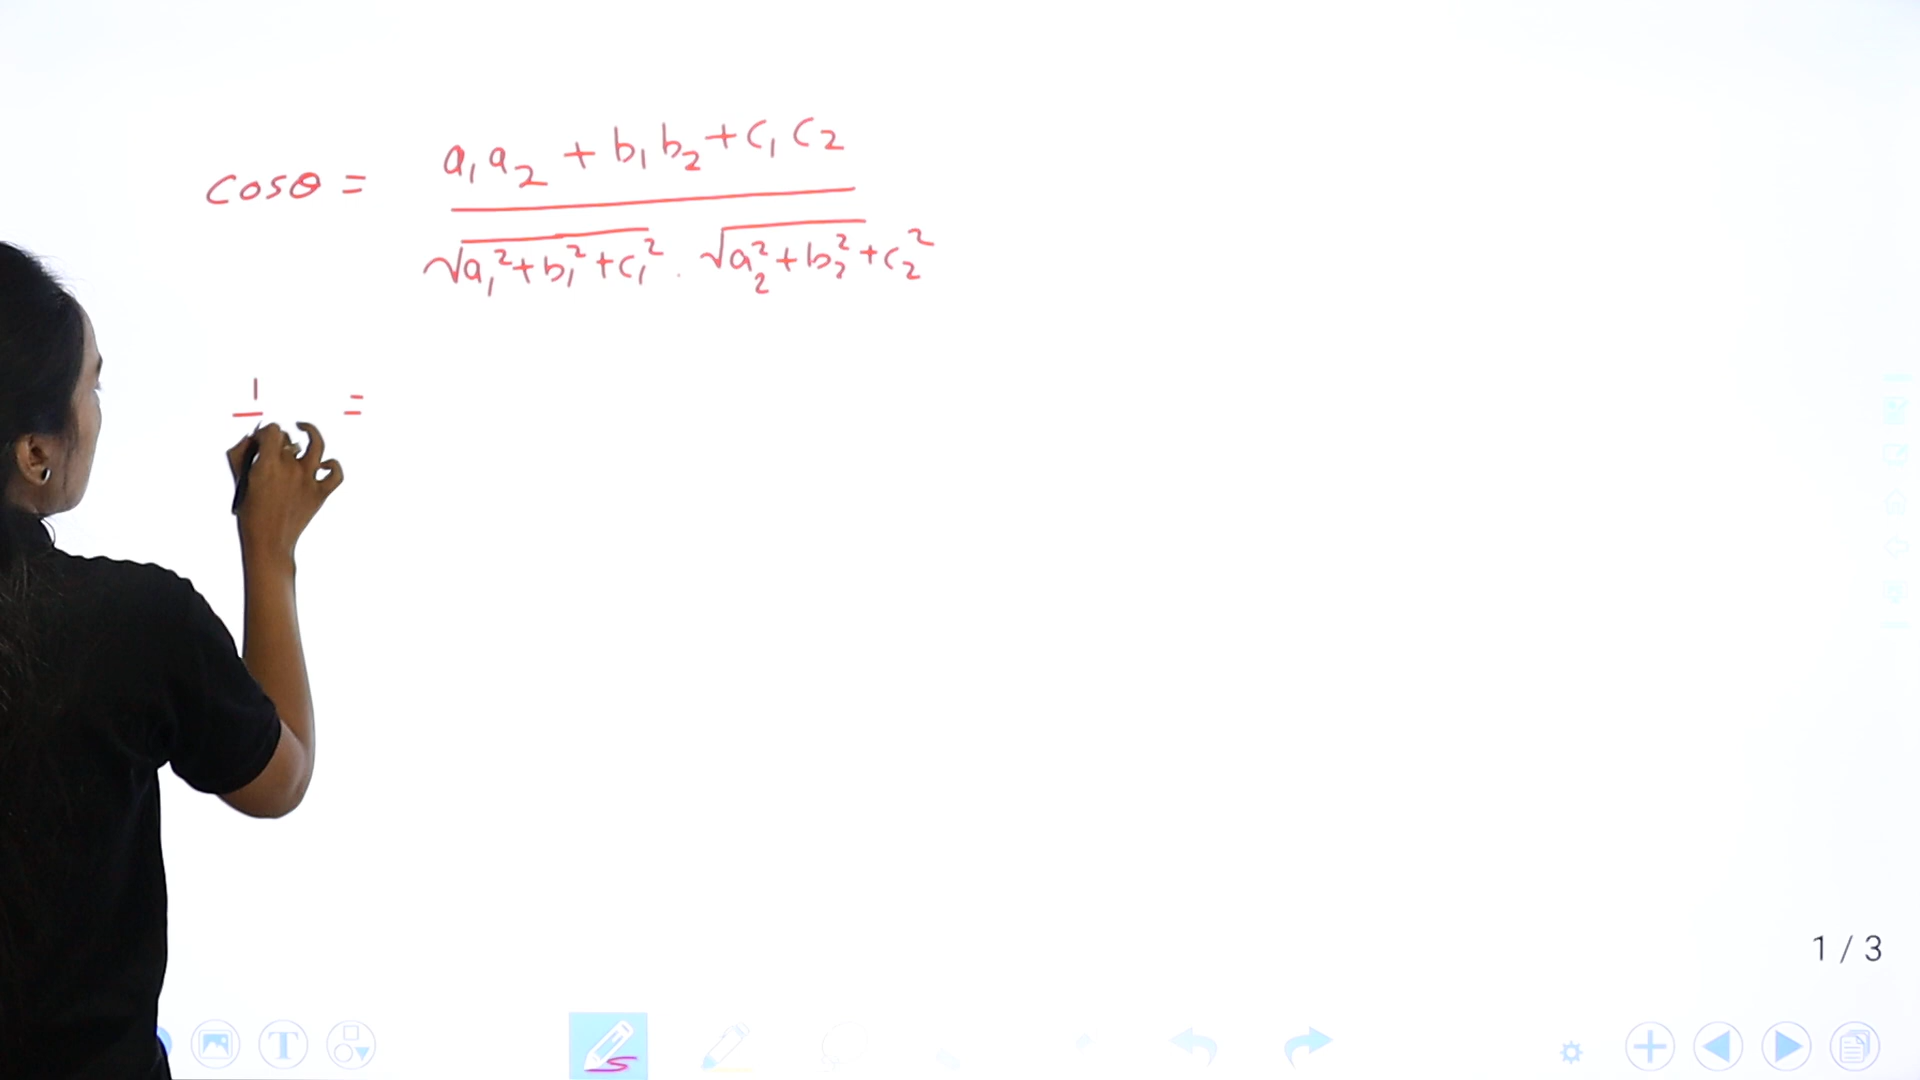 cosθ = a₁a₂ + b₁b₂ + c₁c₂ / √a₁² + b₁² + c₁² . √a₂² + b₂² + c₂²
1/ =
1 / 3
T